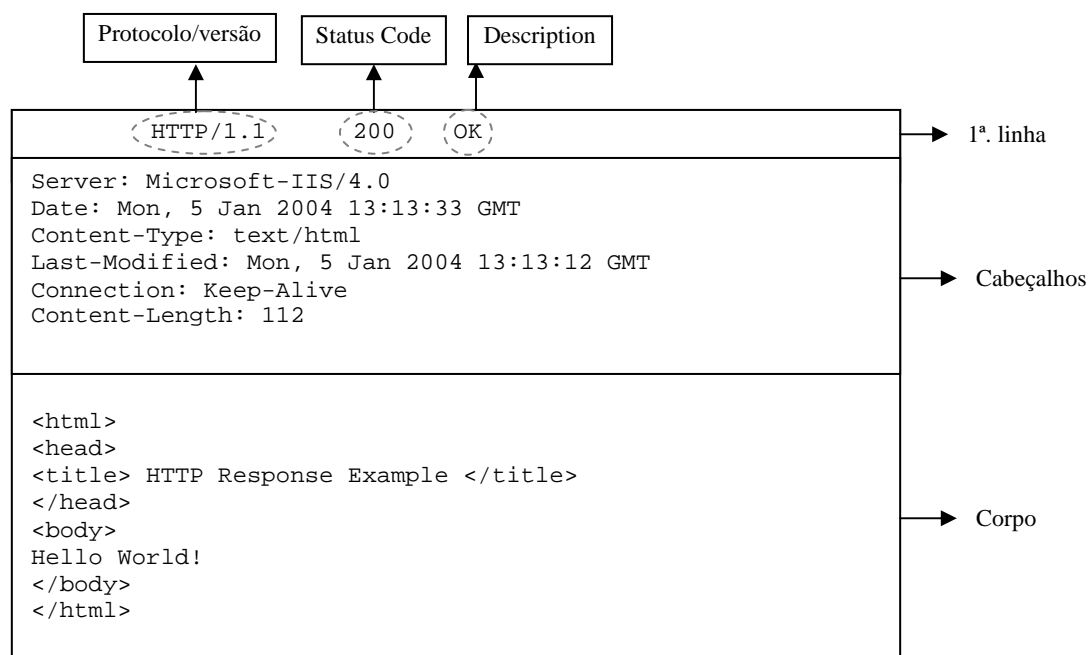 Protocolo/versão Status Code Description
HTTP/1.1 200 OK 1ª. linha
Server: Microsoft-IIS/4.0
Date: Mon, 5 Jan 2004 13:13:33 GMT
Content-Type: text/html
Last-Modified: Mon, 5 Jan 2004 13:13:12 GMT
Connection: Keep-Alive
Content-Length: 112
Cabeçalhos
<html>
<head>
<title> HTTP Response Example </title>
</head>
<body>
Hello World!
</body>
</html>
Corpo